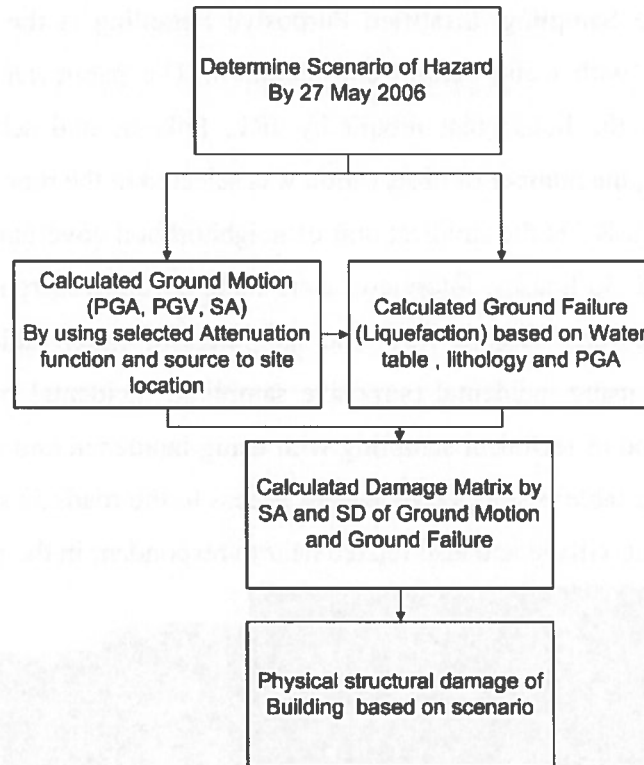 Determine Scenario of Hazard
By 27 May 2006
Calculated Ground Motion
(PGA, PGV, SA)
By using selected Attenuation
function and source to site
location
Calculated Ground Failure
(Liquefaction) based on Water
table , lithology and PGA
Calculatad Damage Matrix by
SA and SD of Ground Motion
and Ground Failure
Physical structural damage of
Building based on scenario